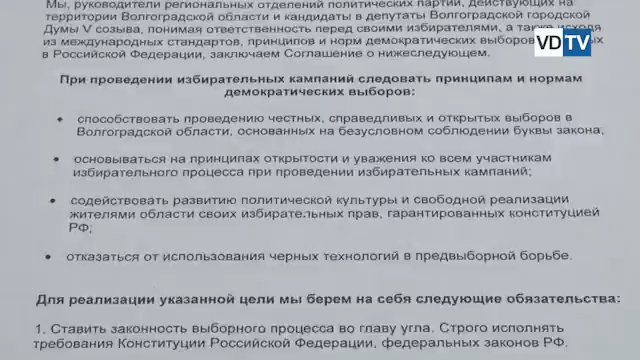 Мы, руководители региональных отделений политических партий, действующих на
территории Волгоградской области и кандидаты в депутаты Волгоградской городской
Думы V созыва, понимая ответственность перед своими избирателями, а также исходя
из международных стандартов, принципов и норм демократических выборов
в Российской Федерации, заключаем Соглашение о нижеследующем.
VDTV
При проведении избирательных кампаний следовать принципам и нормам
демократических выборов:
• способствовать проведению честных, справедливых и открытых выборов в
Волгоградской области, основанных на безусловном соблюдении буквы закона,
• основываться на принципах открытости и уважения ко всем участникам
избирательного процесса при проведении избирательных кампаний;
• содействовать развитию политической культуры и свободной реализации
жителями области своих избирательных прав, гарантированных конституцией
РФ;
• отказаться от использования черных технологий в предвыборной борьбе.
Для реализации указанной цели мы берем на себя следующие обязательства:
1. Ставить законность выборного процесса во главу угла. Строго исполнять
требования Конституции Российской Федерации, федеральных законов РФ.